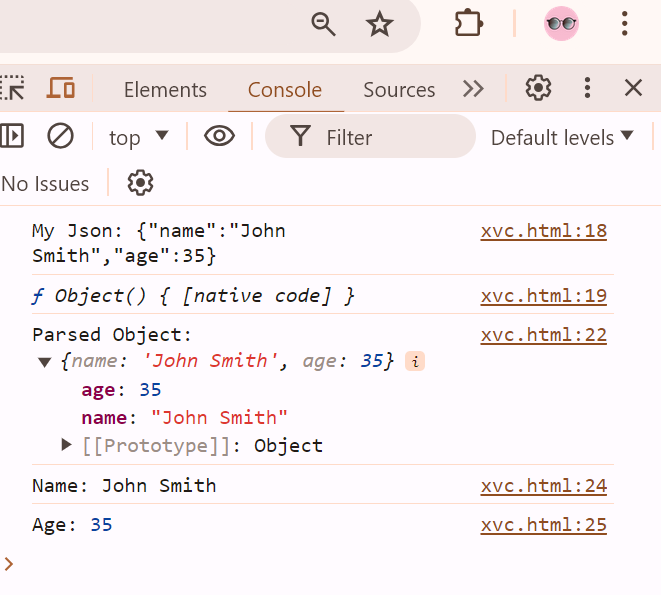 Elements Console Sources
top Filter Default levels
No Issues
My Json: {"name":"John xvc.html:18
Smith","age":35}
ƒ Object() { [native code] } xvc.html:19
Parsed Object: xvc.html:22
{name: 'John Smith', age: 35} i
age: 35
name: "John Smith"
[[Prototype]]: Object
Name: John Smith xvc.html:24
Age: 35 xvc.html:25